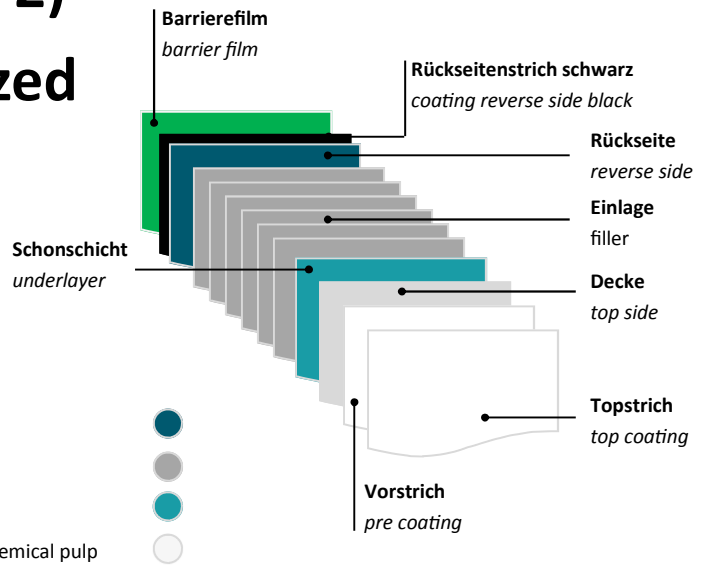 zed
Barrierefilm
barrier film
Rückseitenstrich schwarz
coating reverse side black
Rückseite
reverse side
Einlage
filler
Schonschicht
underlayer
Decke
top side
Topstrich
top coating
Vorstrich
pre coating
emical pulp